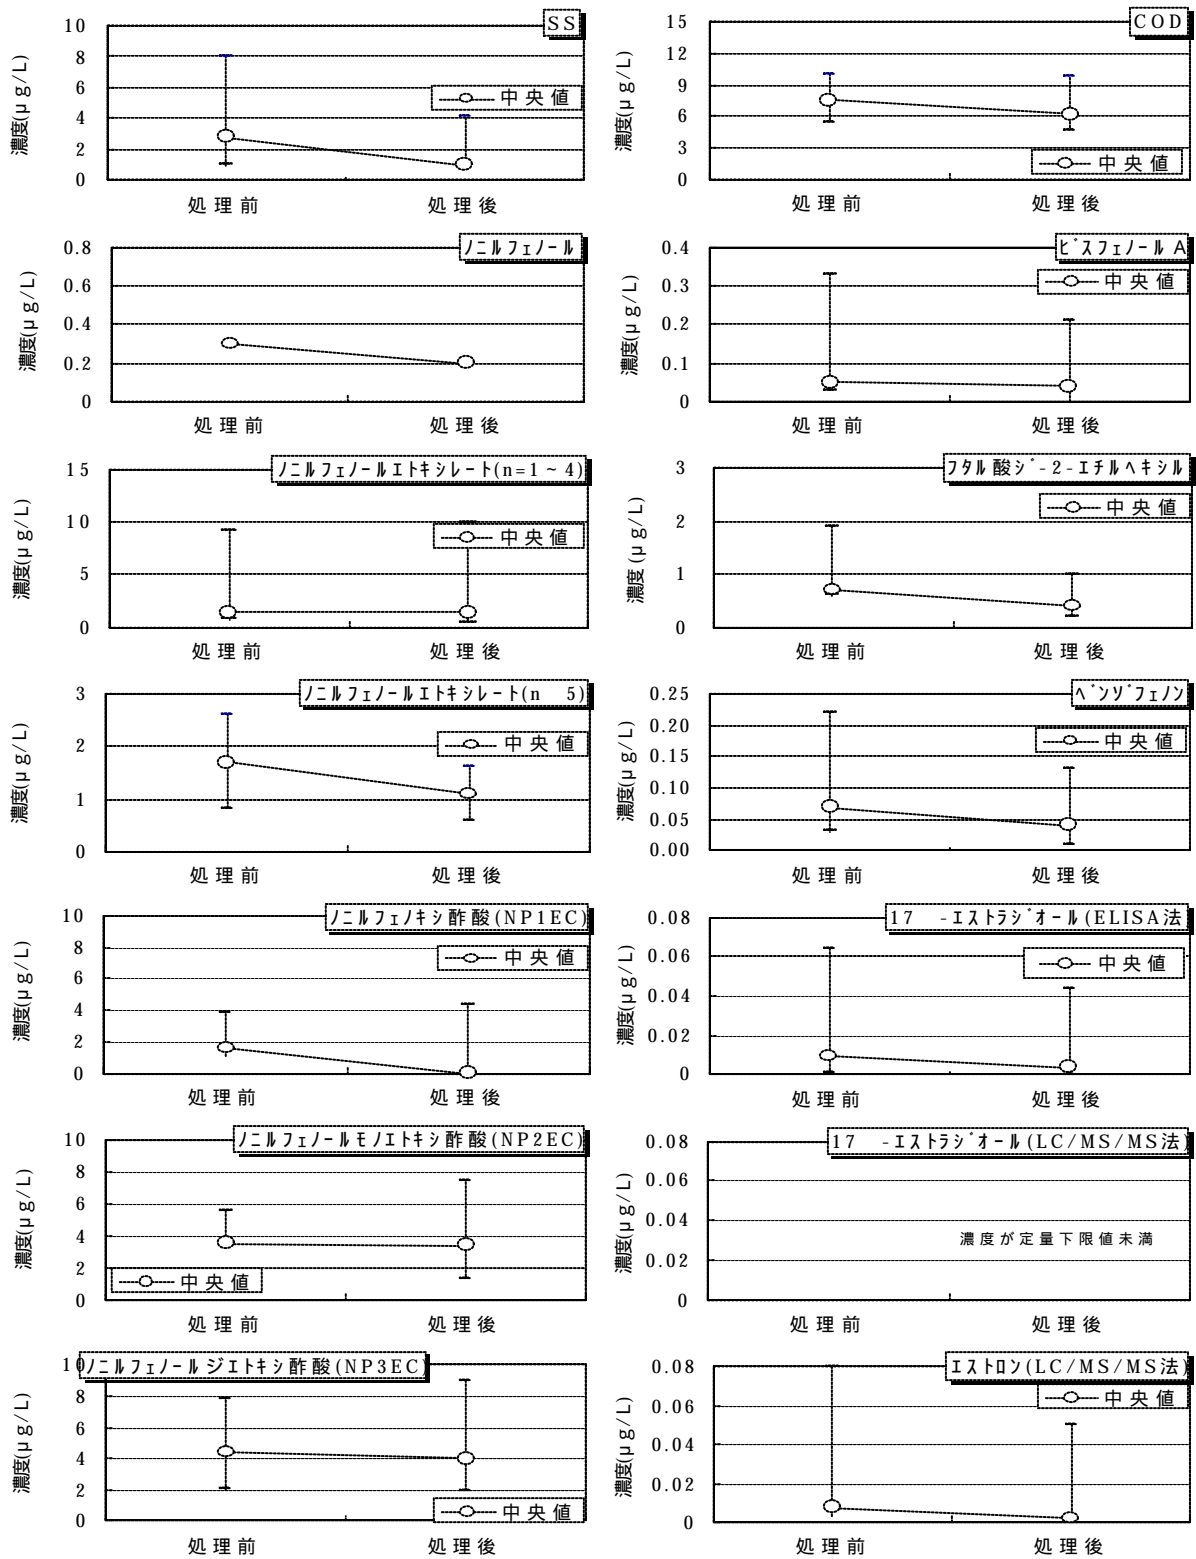 SS
濃度(μg/L)
10
8
6
4
2
0
中央値
処理前 処理後
COD
濃度(μg/L)
15
12
9
6
3
0
中央値
処理前 処理後
ノニルフェノール
濃度(μg/L)
0.8
0.6
0.4
0.2
0
処理前 処理後
ビスフェノールA
濃度(μg/L)
0.4
0.3
0.2
0.1
0
中央値
処理前 処理後
ノニルフェノールエトキシレート(n=1~4)
濃度(μg/L)
15
10
5
0
中央値
処理前 処理後
フタル酸ジ-2-エチルヘキシル
濃度(μg/L)
3
2
1
0
中央値
処理前 処理後
ノニルフェノールエトキシレート(n 5)
濃度(μg/L)
3
2
1
0
中央値
処理前 処理後
ベンゾフェノン
濃度(μg/L)
0.25
0.20
0.15
0.10
0.05
0.00
中央値
処理前 処理後
ノニルフェノキシ酢酸(NP1EC)
濃度(μg/L)
10
8
6
4
2
0
中央値
処理前 処理後
17 -エストラジオール(ELISA法
濃度(μg/L)
0.08
0.06
0.04
0.02
0
中央値
処理前 処理後
ノニルフェノールモノエトキシ酢酸(NP2EC)
濃度(μg/L)
10
8
6
4
2
0
中央値
処理前 処理後
17 -エストラジオール(LC/MS/MS法)
濃度(μg/L)
0.08
0.06
0.04
0.02
0
濃度が定量下限値未満
処理前 処理後
ノニルフェノールジエトキシ酢酸(NP3EC)
濃度(μg/L)
10
8
6
4
2
0
中央値
処理前 処理後
エストロン(LC/MS/MS法)
濃度(μg/L)
0.08
0.06
0.04
0.02
0
中央値
処理前 処理後